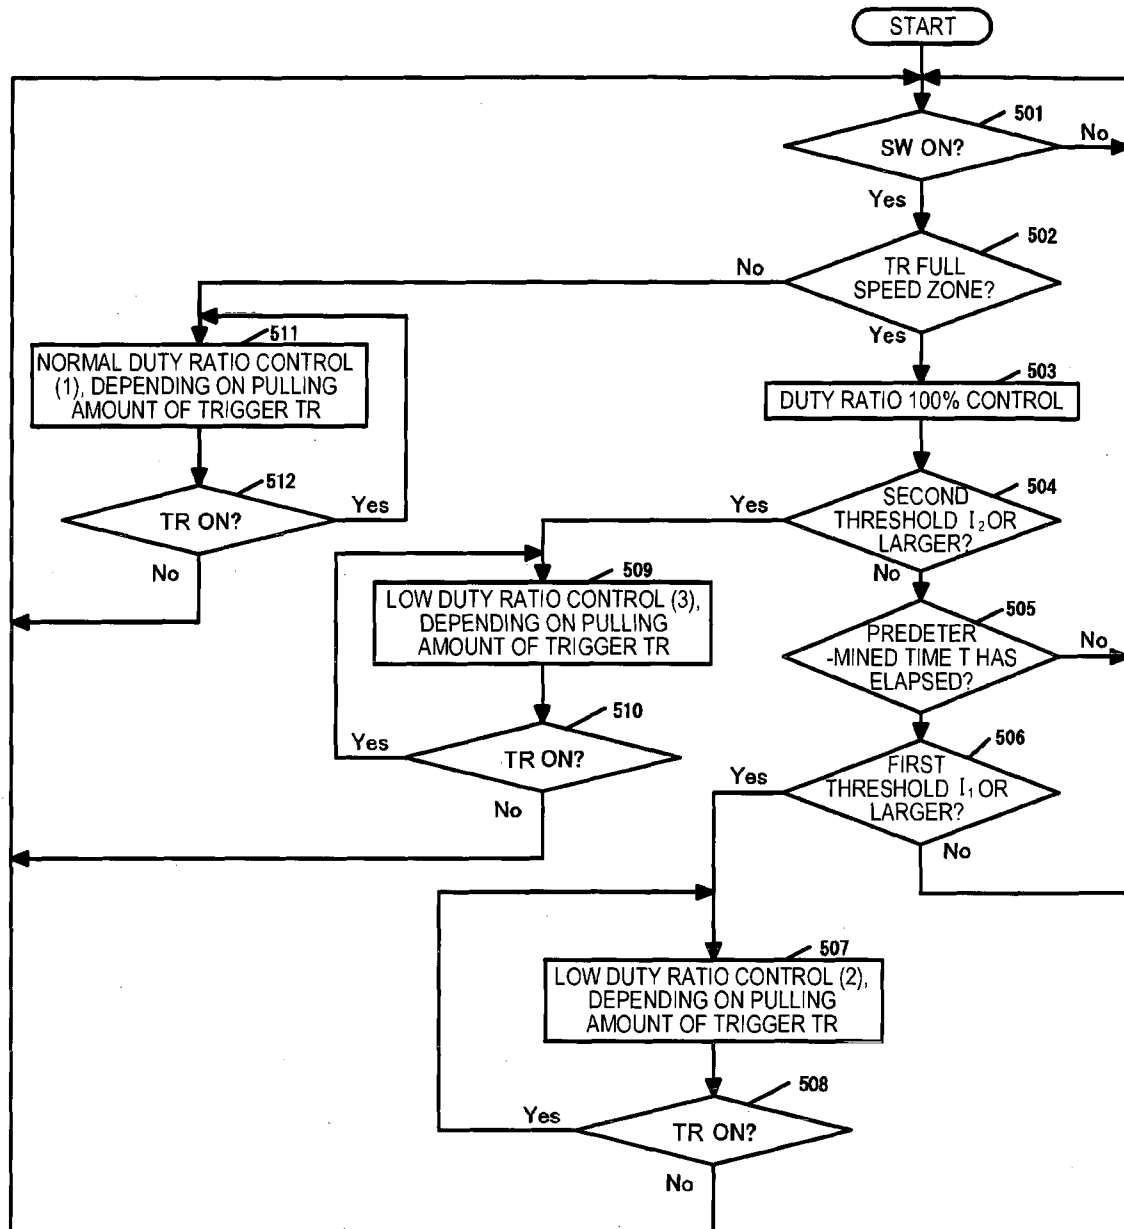 START
501
SW ON?
No
Yes
502
TR FULL
SPEED ZONE?
No
Yes
503
DUTY RATIO 100% CONTROL
511
NORMAL DUTY RATIO CONTROL
(1), DEPENDING ON PULLING
AMOUNT OF TRIGGER TR
512
TR ON?
Yes
No
504
SECOND
THRESHOLD I₂ OR
LARGER?
Yes
No
509
LOW DUTY RATIO CONTROL (3),
DEPENDING ON PULLING
AMOUNT OF TRIGGER TR
510
TR ON?
Yes
No
505
PREDETER
-MINED TIME T HAS
ELAPSED?
No
506
FIRST
THRESHOLD I₁ OR
LARGER?
Yes
No
507
LOW DUTY RATIO CONTROL (2),
DEPENDING ON PULLING
AMOUNT OF TRIGGER TR
508
TR ON?
Yes
No